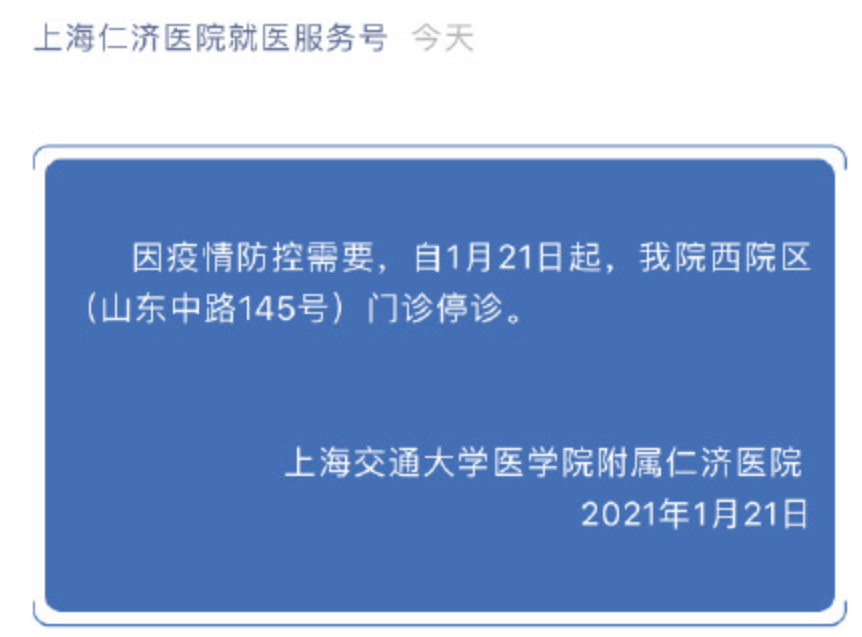 上海仁济医院就医服务号 今天
因疫情防控需要，自1月21日起，我院西院区
（山东中路145号）门诊停诊。
上海交通大学医学院附属仁济医院
2021年1月21日